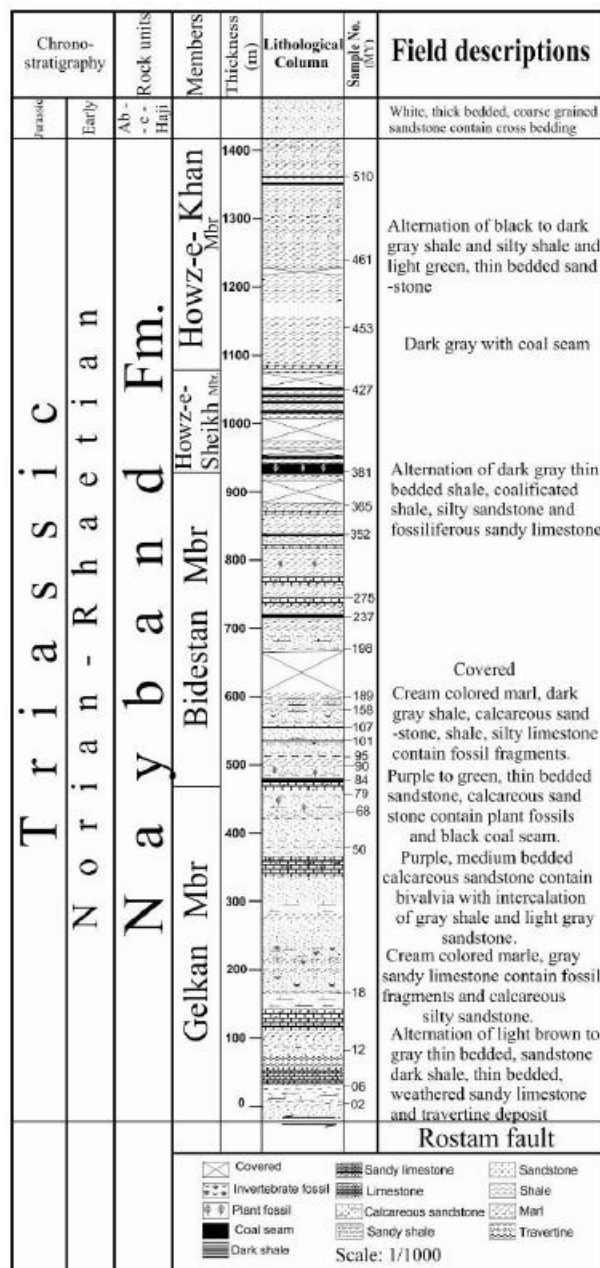 Chrono-
stratigraphy
Rock units
Members
Thickness
(m)
Lithological
Column
Sample No.
(MY)
Field descriptions
Jurassic
Early
Ab -
- e -
Haji
White, thick bedded, coarse grained
sandstone contain cross bedding
Triassic
Norian - Rhaetian
Nayband Fm.
Howz-e- Khan
Mbr
Howz-e-
Sheikh Mbr.
Bidestan Mbr
Gelkan Mbr
1400
1300
1200
1100
1000
900
800
700
600
500
400
300
200
100
0
510
461
453
427
381
365
352
275
237
198
189
158
107
101
95
90
84
79
68
50
18
12
06
02
Alternation of black to dark
gray shale and silty shale and
light green, thin bedded sand
-stone
Dark gray with coal seam
Alternation of dark gray thin
bedded shale, coalificated
shale, silty sandstone and
fossiliferous sandy limestone
Covered
Cream colored marl, dark
gray shale, calcareous sand
-stone, shale, silty limestone
contain fossil fragments.
Purple to green, thin bedded
sandstone, calcareous sand
stone contain plant fossils
and black coal seam.
Purple, medium bedded
calcareous sandstone contain
bivalvia with intercalation
of gray shale and light gray
sandstone.
Cream colored marle, gray
sandy limestone contain fossil
fragments and calcareous
silty sandstone.
Alternation of light brown to
gray thin bedded, sandstone
dark shale, thin bedded,
weathered sandy limestone
and travertine deposit
Rostam fault
Covered
Invertebrate fossil
Plant fossil
Coal seam
Dark shale
Sandy limestone
Limestone
Calcareous sandstone
Sandy shale
Sandstone
Shale
Marl
Travertine
Scale: 1/1000